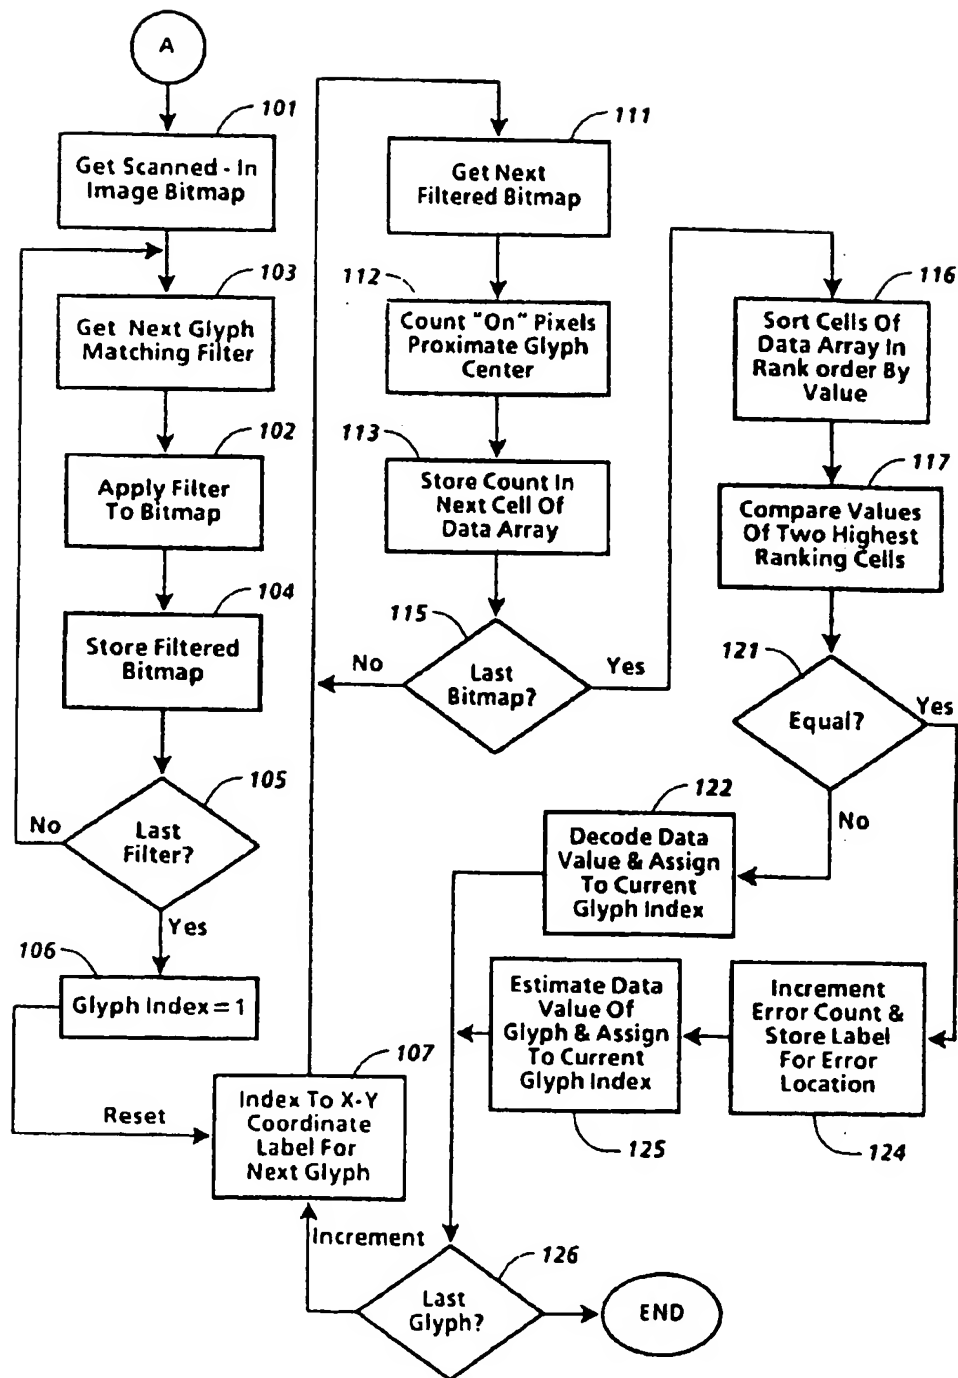 A
101
Get Scanned - In
Image Bitmap
103
Get Next Glyph
Matching Filter
102
Apply Filter
To Bitmap
104
Store Filtered
Bitmap
105
Last
Filter?
No
Yes
106
Glyph Index = 1
Reset
107
Index To X-Y
Coordinate
Label For
Next Glyph
111
Get Next
Filtered Bitmap
112
Count "On" Pixels
Proximate Glyph
Center
113
Store Count In
Next Cell Of
Data Array
115
Last
Bitmap?
No
Yes
116
Sort Cells Of
Data Array In
Rank order By
Value
117
Compare Values
Of Two Highest
Ranking Cells
121
Equal?
Yes
No
122
Decode Data
Value & Assign
To Current
Glyph Index
Increment
Error Count &
Store Label
For Error
Location
124
Estimate Data
Value Of
Glyph & Assign
To Current
Glyph Index
125
126
Last
Glyph?
Increment
END